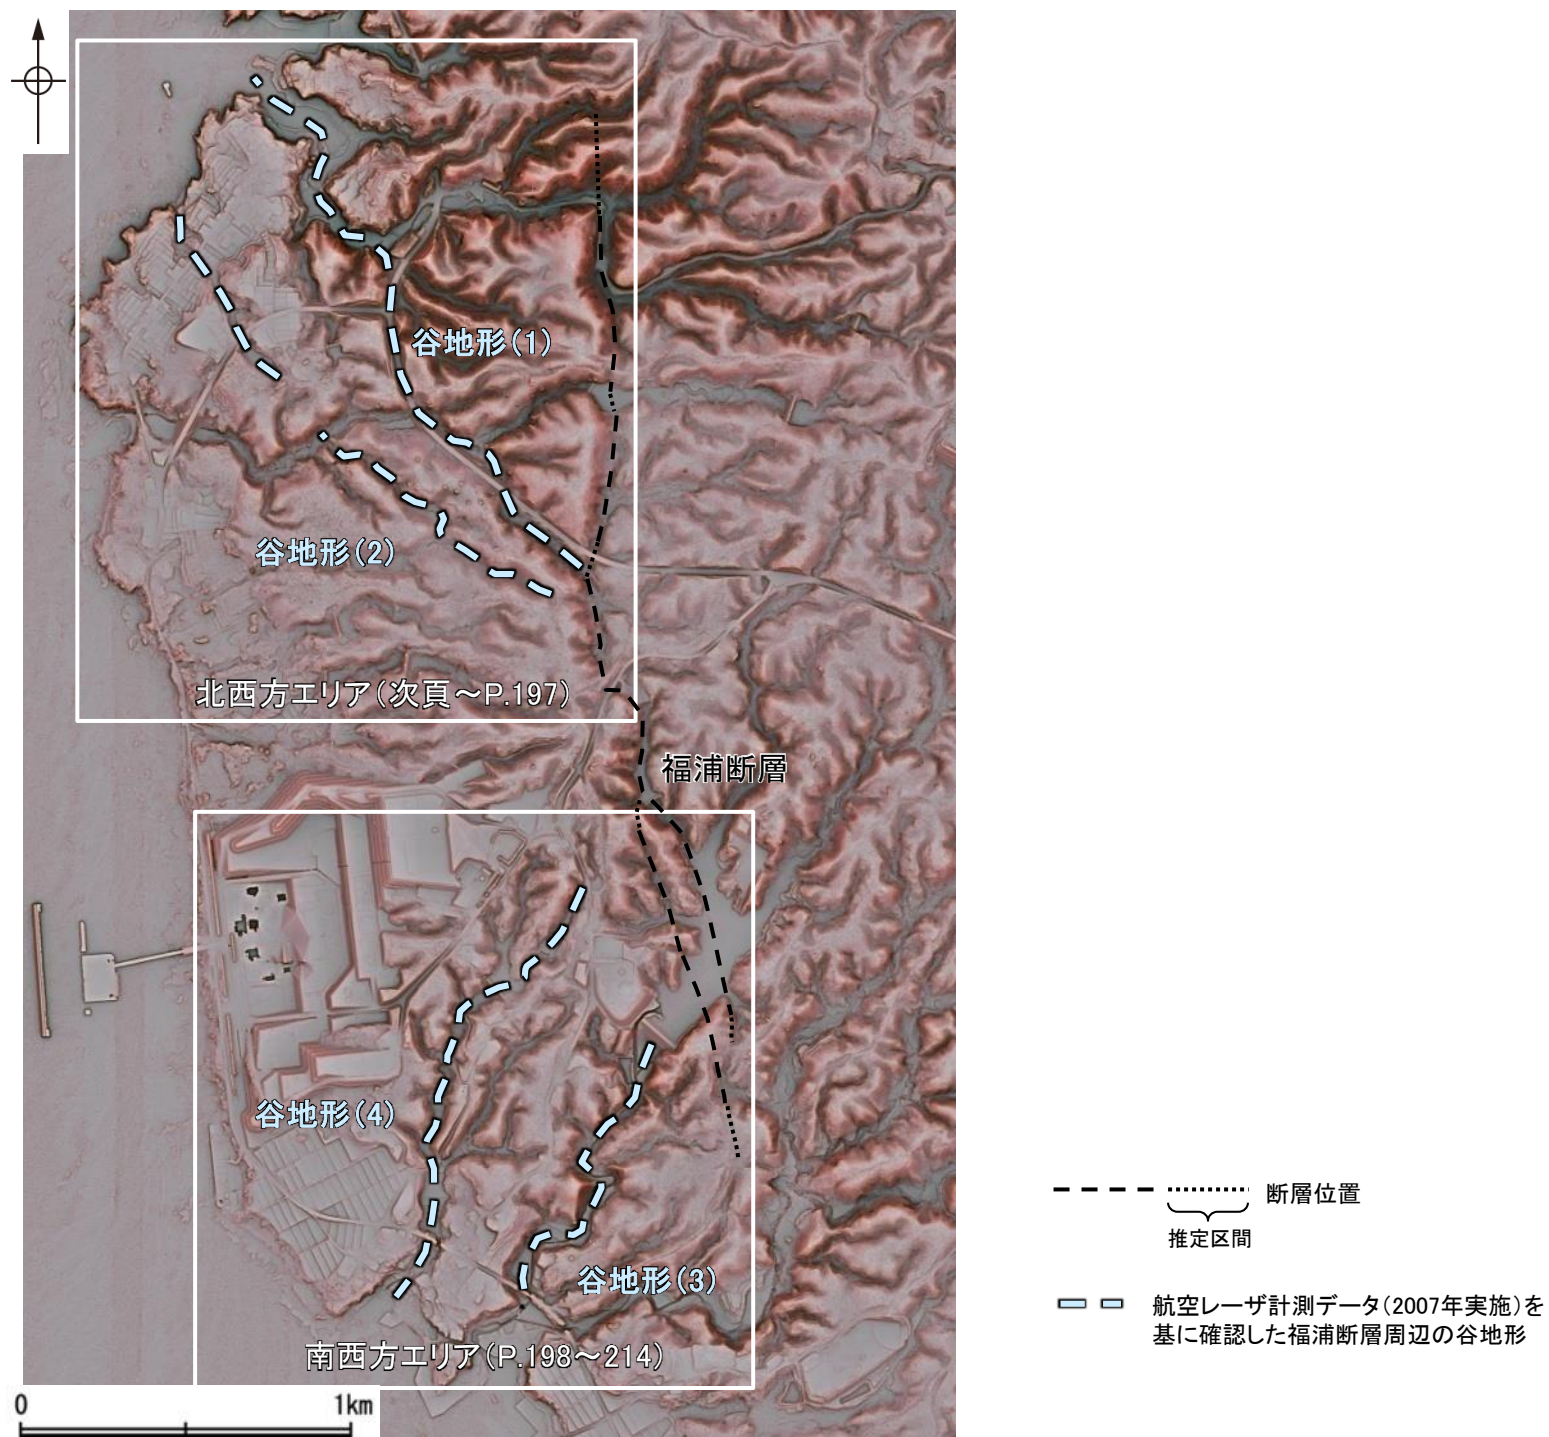 谷地形(1)
谷地形(2)
北西方エリア(次頁～P.197)
福浦断層
谷地形(4)
谷地形(3)
南西方エリア(P.198～214)
0 1km
断層位置
推定区間
航空レーザ計測データ(2007年実施)を
基に確認した福浦断層周辺の谷地形